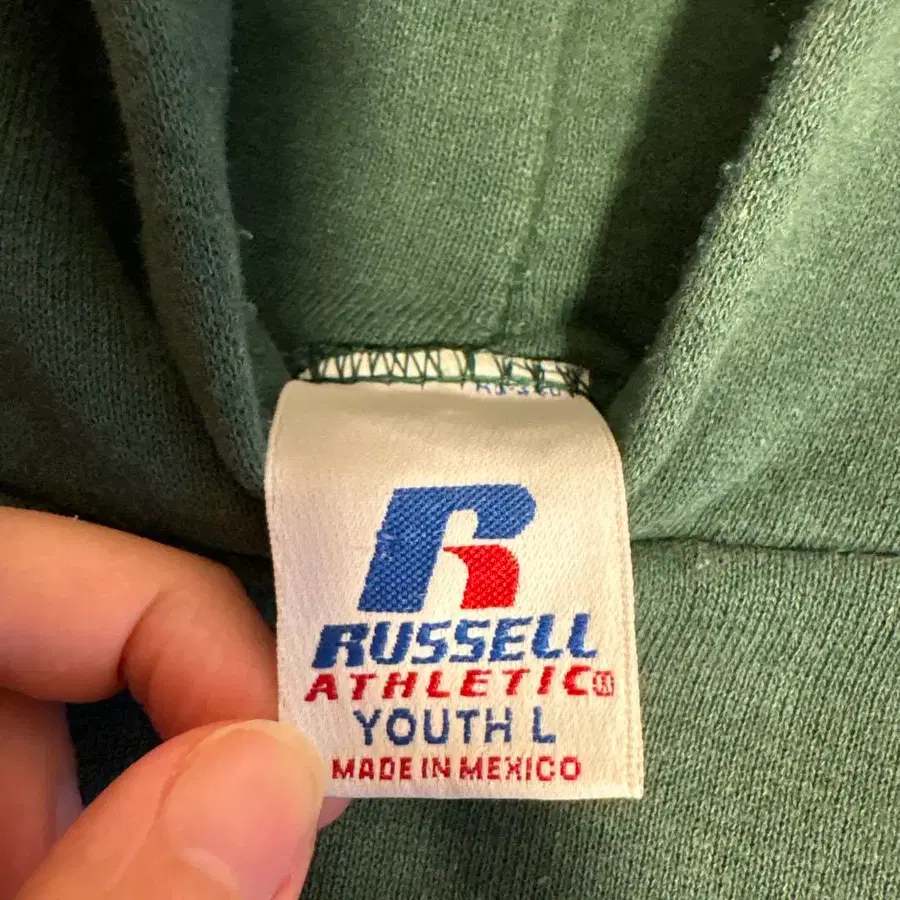 RUSSELL
ATHLETIC®
YOUTH L
MADE IN MEXICO